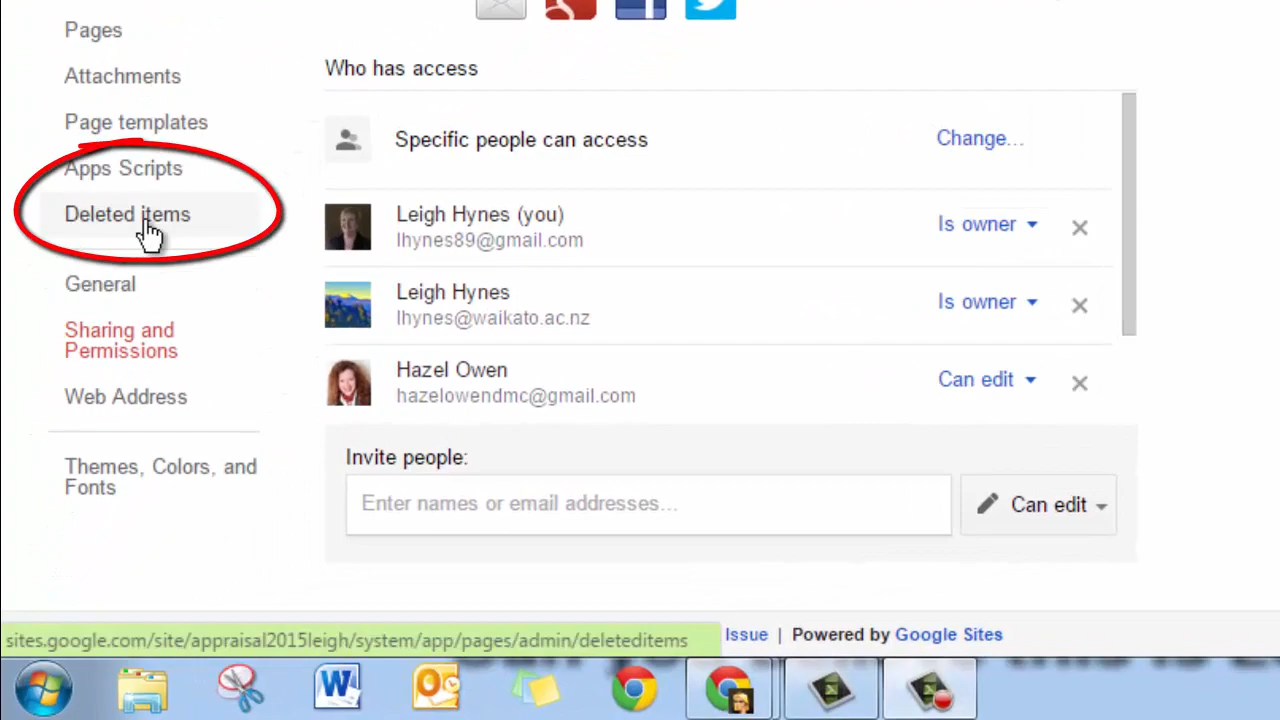 Pages
Attachments
Page templates
Apps Scripts
Deleted items
General
Sharing and
Permissions
Web Address
Themes, Colors, and
Fonts
Who has access
Specific people can access
Change...
Leigh Hynes (you)
lhynes89@gmail.com
Is owner
Leigh Hynes
lhynes@waikato.ac.nz
Is owner
Hazel Owen
hazelowendmc@gmail.com
Can edit
Invite people:
Enter names or email addresses...
Can edit
sites.google.com/site/appraisal2015leigh/system/app/pages/admin/deleteditems
Issue | Powered by Google Sites